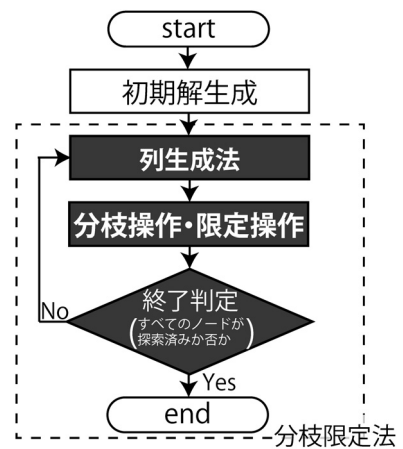 start
初期解生成
列生成法
分枝操作・限定操作
終了判定
(すべてのノードが
探索済みか否か)
No
Yes
end
分枝限定法